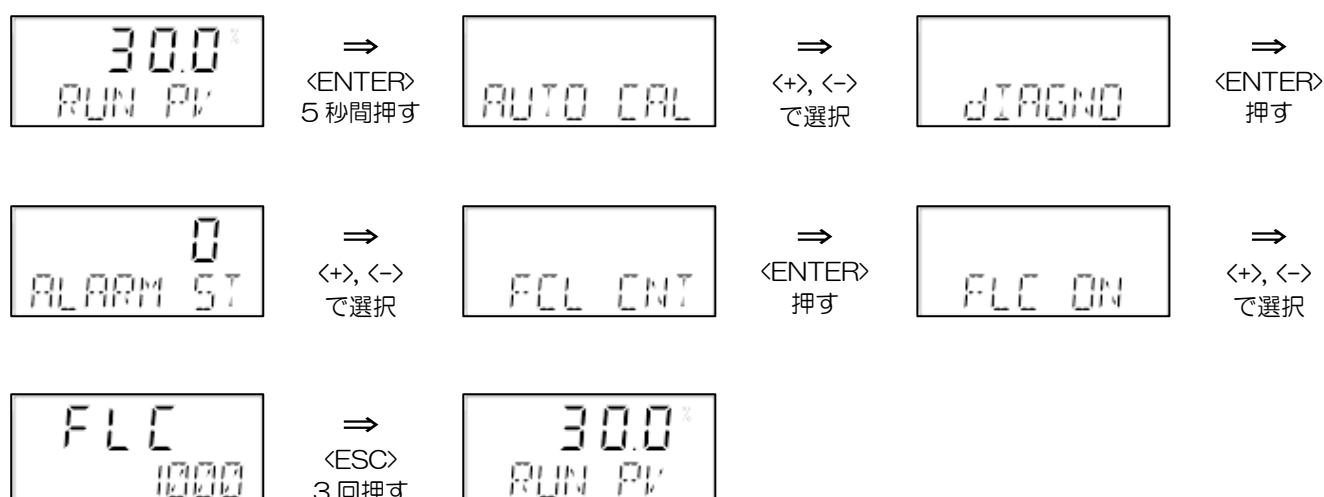 30.0 %
RUN PV
⇒
<ENTER>
5 秒間押す
AUTO CAL
⇒
<+>, <->
で選択
dIAGNO
⇒
<ENTER>
押す
0
ALARM ST
⇒
<+>, <->
で選択
FCL CNT
⇒
<ENTER>
押す
FLC ON
⇒
<+>, <->
で選択
FLC
1000
⇒
<ESC>
3 回押す
30.0 %
RUN PV